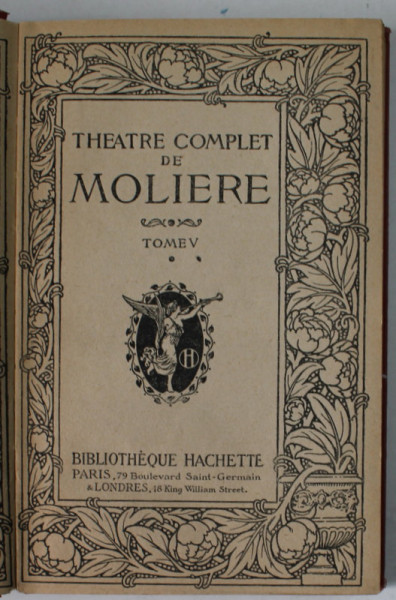 THEATRE COMPLET
DE
MOLIERE
TOME V
H
BIBLIOTHÈQUE HACHETTE
PARIS, 79 Boulevard Saint-Germain
& LONDRES, 18 King William Street.